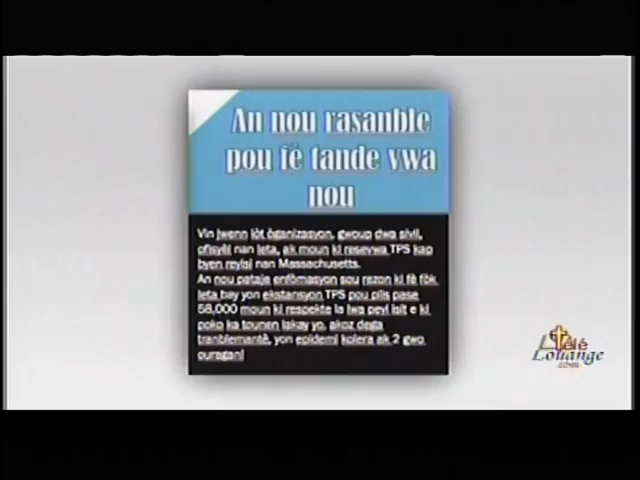 An nou rasanble
pou fè tande vwa
nou
Vin jwenn lòt òganizasyon, gwoup dwa sivil,
ofisyèl nan leta, ak moun ki resevwa TPS kap
byen reyisi nan Massachusetts.
An nou pataje enfòmasyon sou rezon ki fè fòk
leta bay yon ekstansyon TPS pou plis pase
58,000 moun ki respekte la lwa peyi isit e ki
poko ka tounen lakay yo, akoz dega
tranblemantè, yon epidemi kolera ak 2 gwo
ouragan!
Télé
Louange
.com